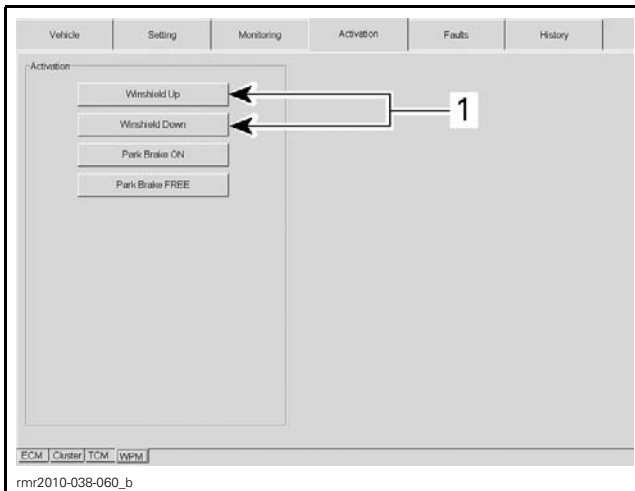 Vehicle Setting Monitoring Activation Faults History
Activation
Winshield Up
Winshield Down
1
Park Brake ON
Park Brake FREE
ECM Cluster TCM WPM
rmr2010-038-060_b